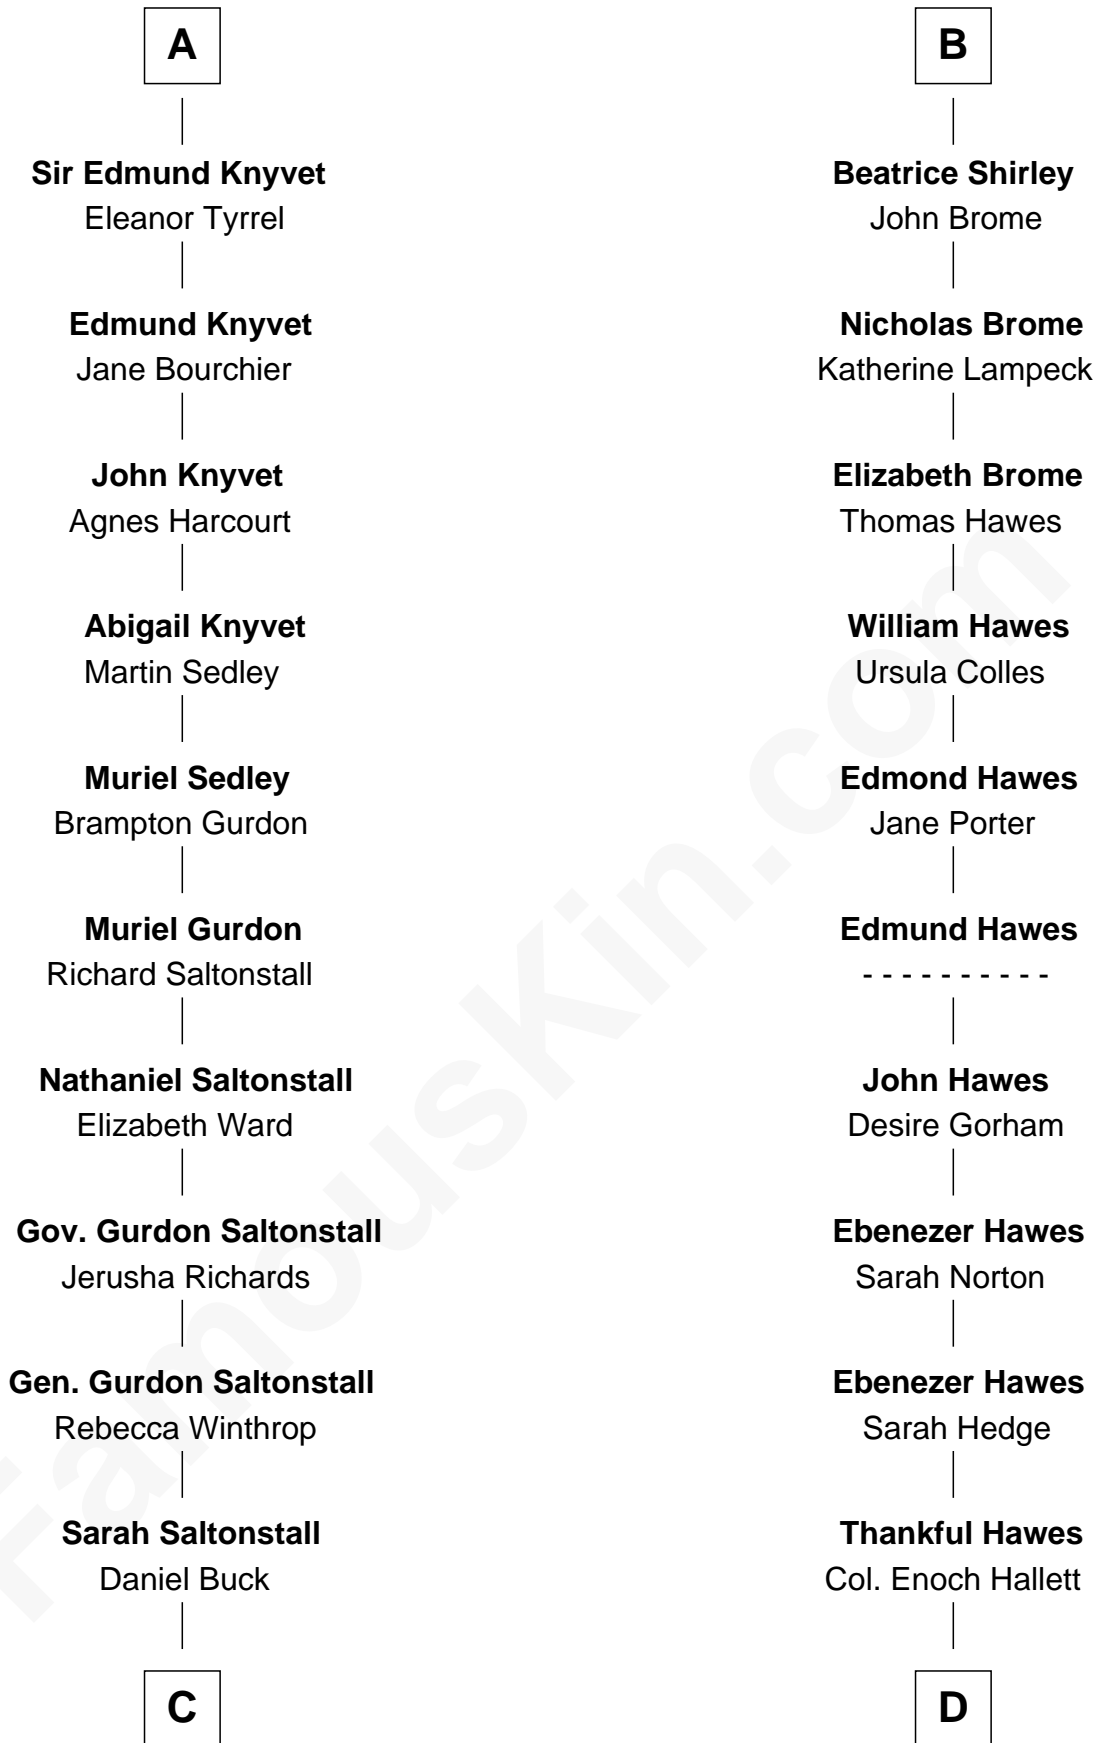 A
Sir Edmund Knyvet
Eleanor Tyrrel
Edmund Knyvet
Jane Bourchier
John Knyvet
Agnes Harcourt
Abigail Knyvet
Martin Sedley
Muriel Sedley
Brampton Gurdon
Muriel Gurdon
Richard Saltonstall
Nathaniel Saltonstall
Elizabeth Ward
Gov. Gurdon Saltonstall
Jerusha Richards
Gen. Gurdon Saltonstall
Rebecca Winthrop
Sarah Saltonstall
Daniel Buck
C
B
Beatrice Shirley
John Brome
Nicholas Brome
Katherine Lampeck
Elizabeth Brome
Thomas Hawes
William Hawes
Ursula Colles
Edmond Hawes
Jane Porter
Edmund Hawes
- - - - - - - - - -
John Hawes
Desire Gorham
Ebenezer Hawes
Sarah Norton
Ebenezer Hawes
Sarah Hedge
Thankful Hawes
Col. Enoch Hallett
D
FamousKin.com